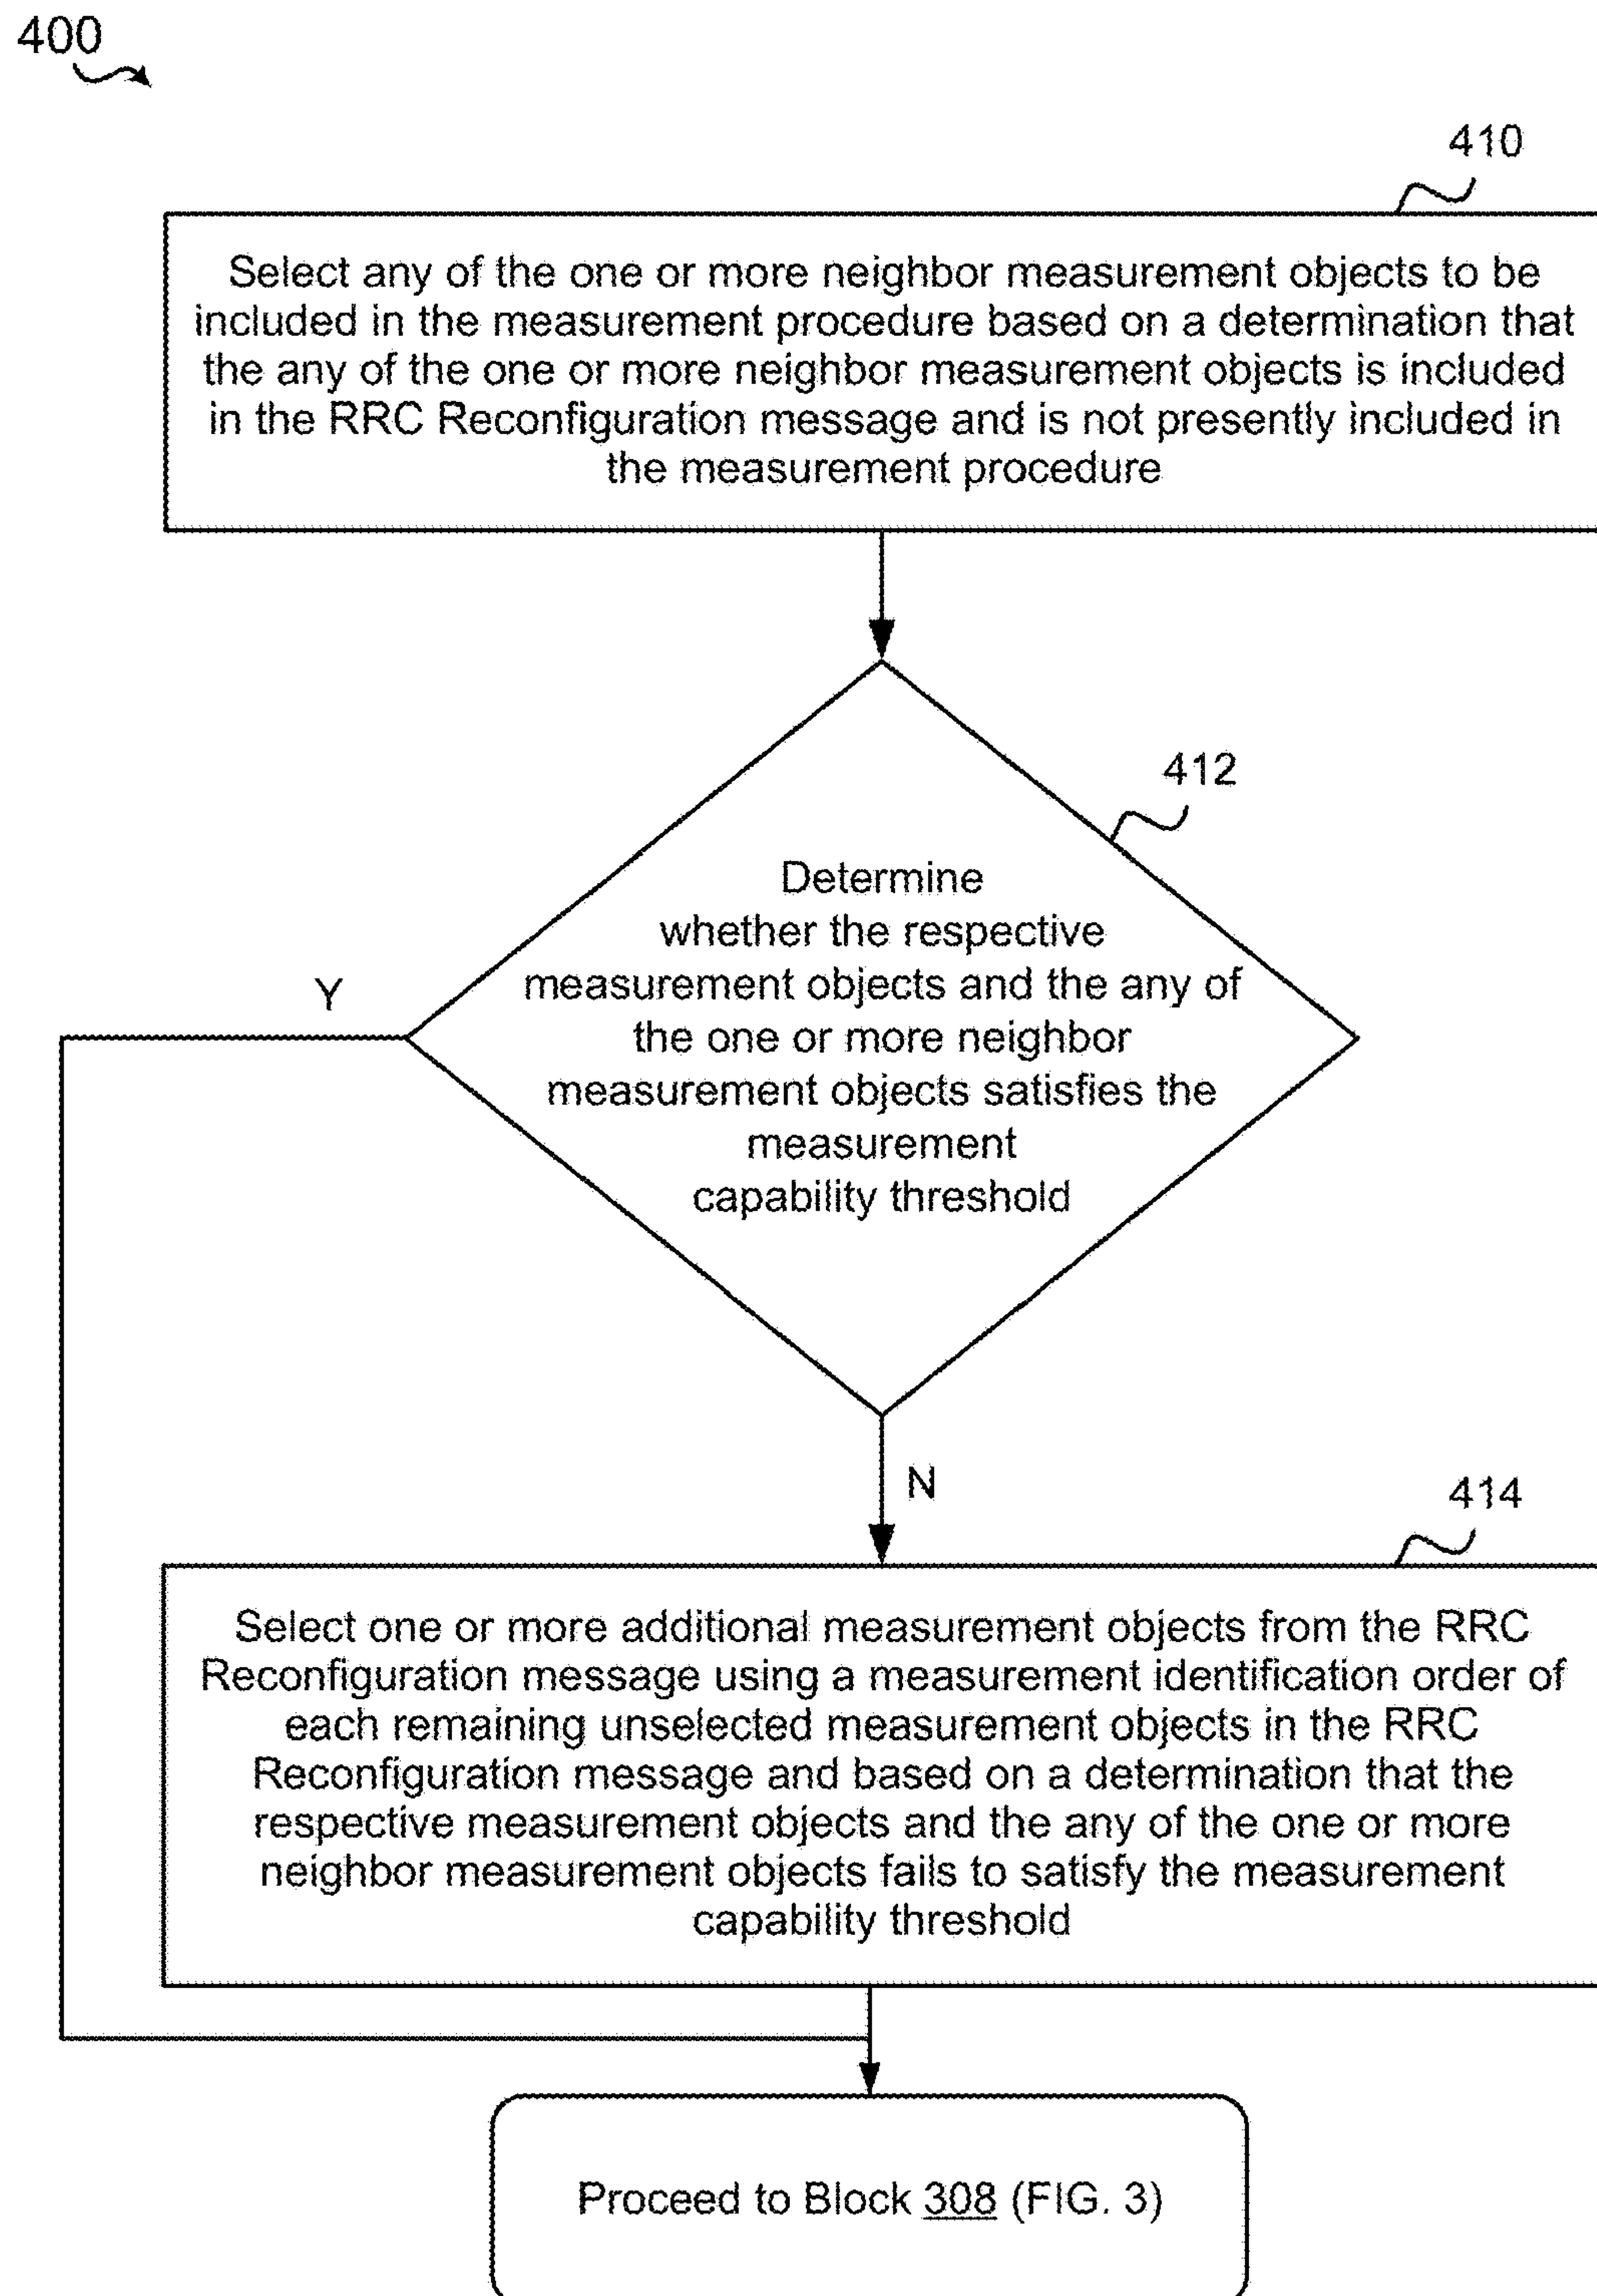 400
410
Select any of the one or more neighbor measurement objects to be
included in the measurement procedure based on a determination that
the any of the one or more neighbor measurement objects is included
in the RRC Reconfiguration message and is not presently included in
the measurement procedure
412
Determine
whether the respective
measurement objects and the any of
the one or more neighbor
measurement objects satisfies the
measurement
capability threshold
Y
N
414
Select one or more additional measurement objects from the RRC
Reconfiguration message using a measurement identification order of
each remaining unselected measurement objects in the RRC
Reconfiguration message and based on a determination that the
respective measurement objects and the any of the one or more
neighbor measurement objects fails to satisfy the measurement
capability threshold
Proceed to Block 308 (FIG. 3)